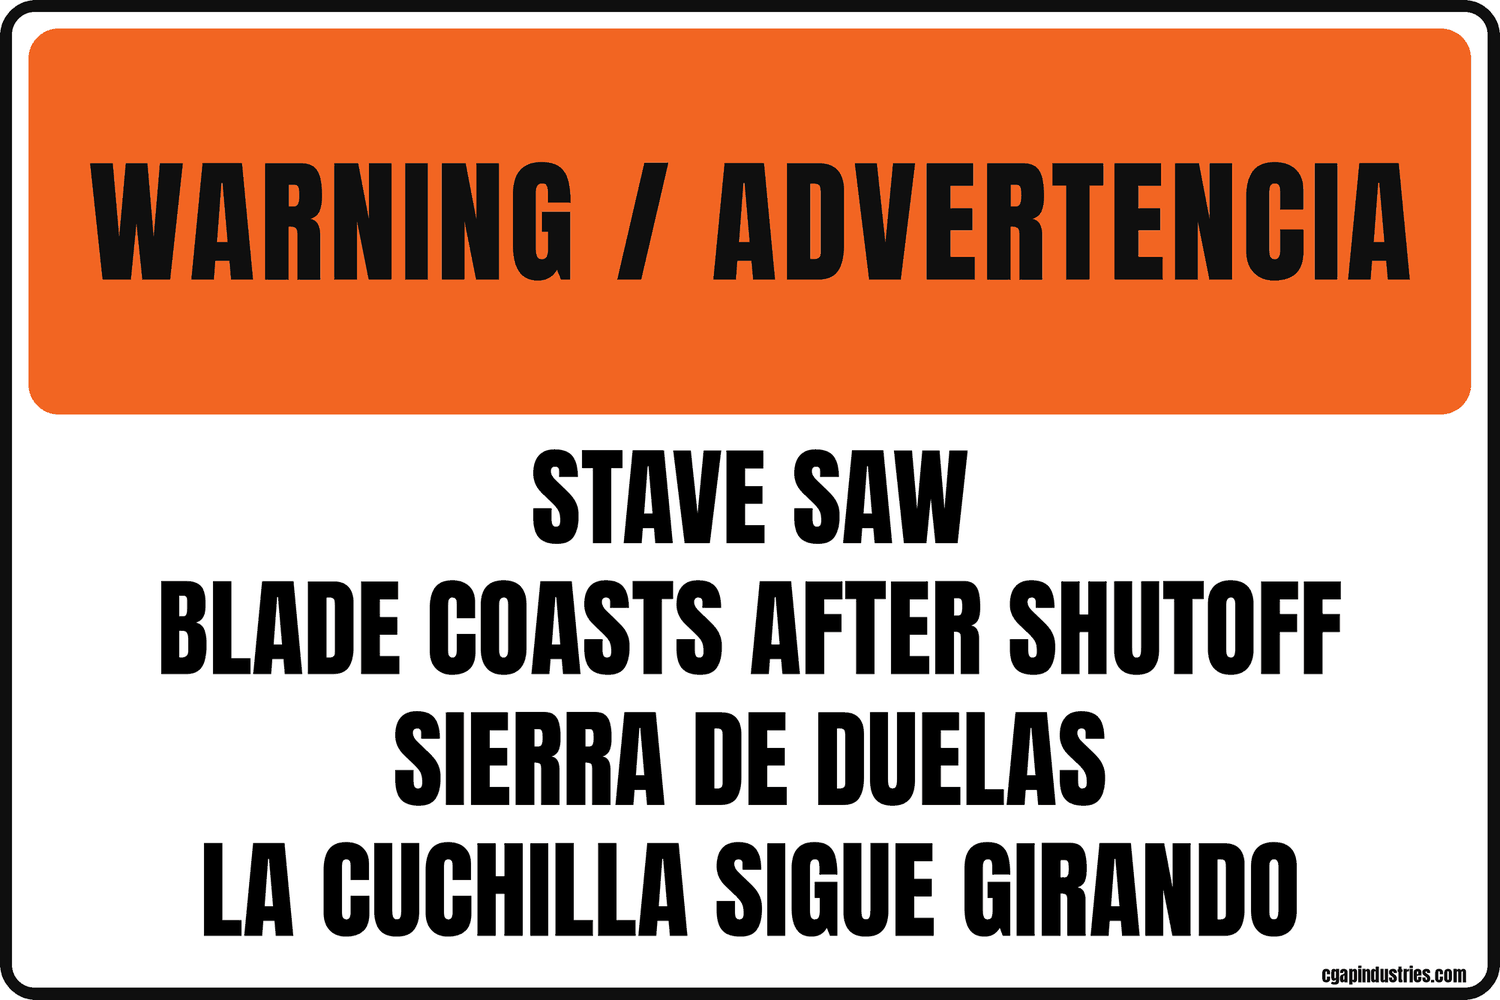 WARNING / ADVERTENCIA
STAVE SAW
BLADE COASTS AFTER SHUTOFF
SIERRA DE DUELAS
LA CUCHILLA SIGUE GIRANDO
cgapindustries.com